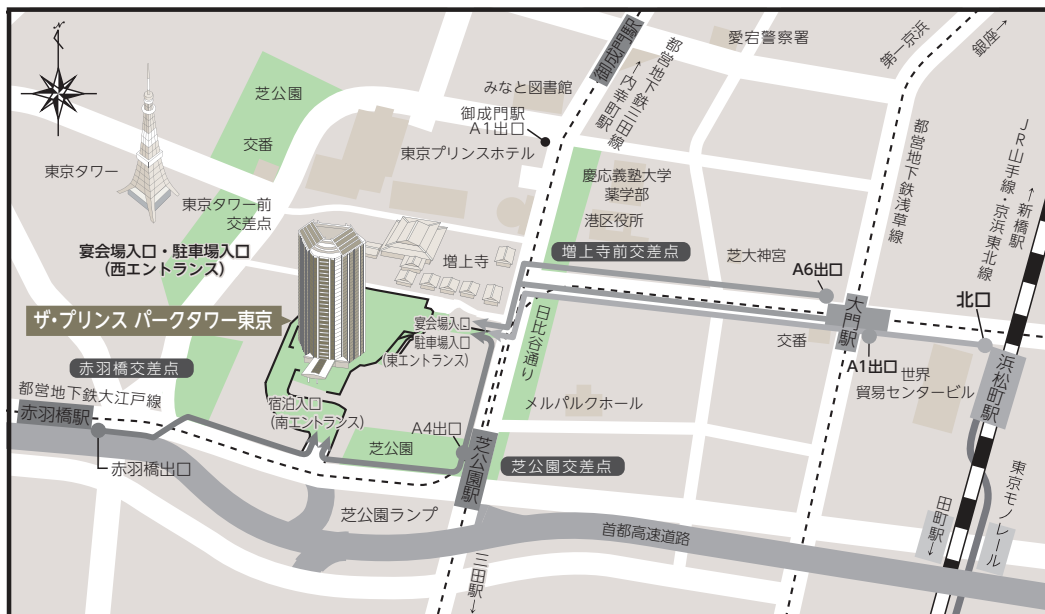 N
愛宕警察署
第一京浜
銀座→
御成門駅
都営地下鉄三田線
←内幸町駅
みなと図書館
芝公園
御成門駅
A1出口
東京プリンスホテル
交番
東京タワー
慶応義塾大学
薬学部
港区役所
東京タワー前
交差点
都営地下鉄浅草線
JR山手線・京浜東北線
→新橋駅
宴会場入口・駐車場入口
(西エントランス)
増上寺
増上寺前交差点
芝大神宮
A6出口
北口
大門駅
ザ・プリンス パークタワー東京
宴会場入口
駐車場入口
(東エントランス)
日比谷通り
交番
A1出口
世界
貿易センタービル
浜松町駅
赤羽橋交差点
都営地下鉄大江戸線
赤羽橋駅
宿泊入口
(南エントランス)
メルパルクホール
A4出口
芝公園
芝公園駅
芝公園交差点
赤羽橋出口
芝公園ランプ
首都高速道路
東京モノレール
田町駅→
三田駅→